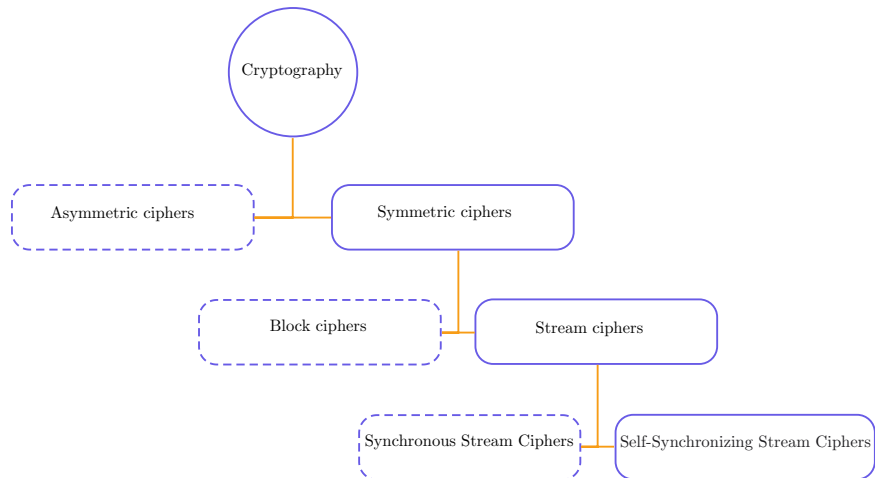 Cryptography
Asymmetric ciphers
Symmetric ciphers
Block ciphers
Stream ciphers
Synchronous Stream Ciphers
Self-Synchronizing Stream Ciphers